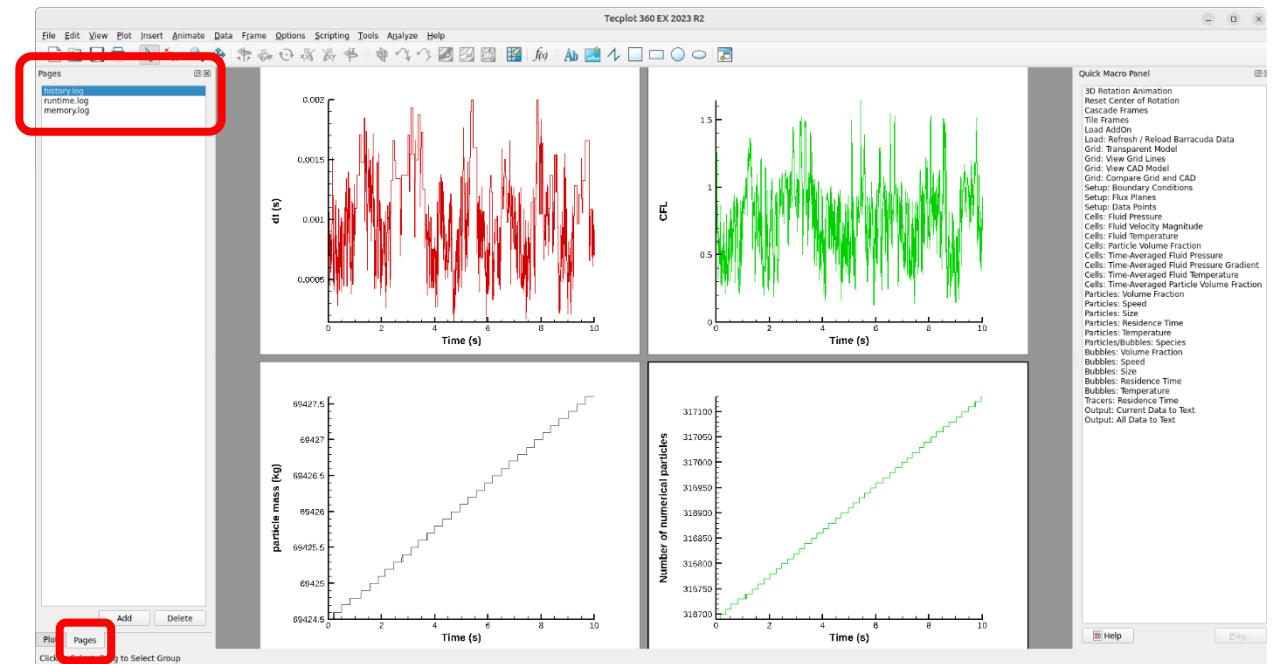 Tecplot 360 EX 2023 R2
File Edit View Plot Insert Animate Data Frame Options Scripting Tools Analyze Help
Pages
history.log
runtime.log
memory.log
Add Delete
Pages
to Select Group
0.002
0.0015
0.001
0.0005
dt (s)
0 2 4 6 8 10
Time (s)
1.5
1
0.5
0
CFL
0 2 4 6 8 10
Time (s)
69427.5
69427
69426.5
69426
69425.5
69425
69424.5
particle mass (kg)
0 2 4 6 8 10
Time (s)
317100
317050
317000
316950
316900
316850
316800
316750
316700
Number of numerical particles
0 2 4 6 8 10
Time (s)
Quick Macro Panel
3D Rotation Animation
Reset Center of Rotation
Cascade Frames
Tile Frames
Load AddOn
Load: Refresh / Reload Barracuda Data
Grid: Transparent Model
Grid: View Grid Lines
Grid: View CAD Model
Grid: Compare Grid and CAD
Setup: Boundary Conditions
Setup: Flux Planes
Setup: Data Points
Cells: Fluid Pressure
Cells: Fluid Velocity Magnitude
Cells: Fluid Temperature
Cells: Particle Volume Fraction
Cells: Time-Averaged Fluid Pressure
Cells: Time-Averaged Fluid Pressure Gradient
Cells: Time-Averaged Fluid Temperature
Cells: Time-Averaged Particle Volume Fraction
Particles: Volume Fraction
Particles: Speed
Particles: Size
Particles: Residence Time
Particles: Temperature
Particles/Bubbles: Species
Bubbles: Volume Fraction
Bubbles: Speed
Bubbles: Size
Bubbles: Residence Time
Bubbles: Temperature
Tracers: Residence Time
Output: Current Data to Text
Output: All Data to Text
Help Play...